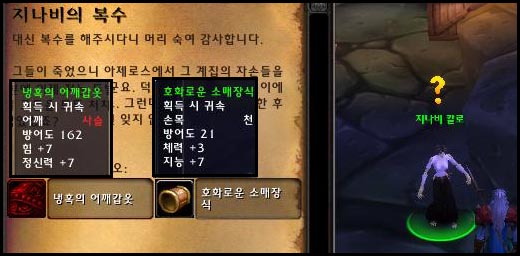 지나비의 복수
대신 복수를 해주시다니 머리 숙여 감사합니다.
그들이 죽었으니 아제로스에서 그 계집의 자손들을
냉혹의 어깨갑옷
획득 시 귀속
어깨 사슬
방어도 162
힘 +7
정신력 +7
호화로운 소매장식
획득 시 귀속
손목 천
방어도 21
체력 +3
지능 +7
냉혹의 어깨갑옷
호화로운 소매장식
지나비 칼로